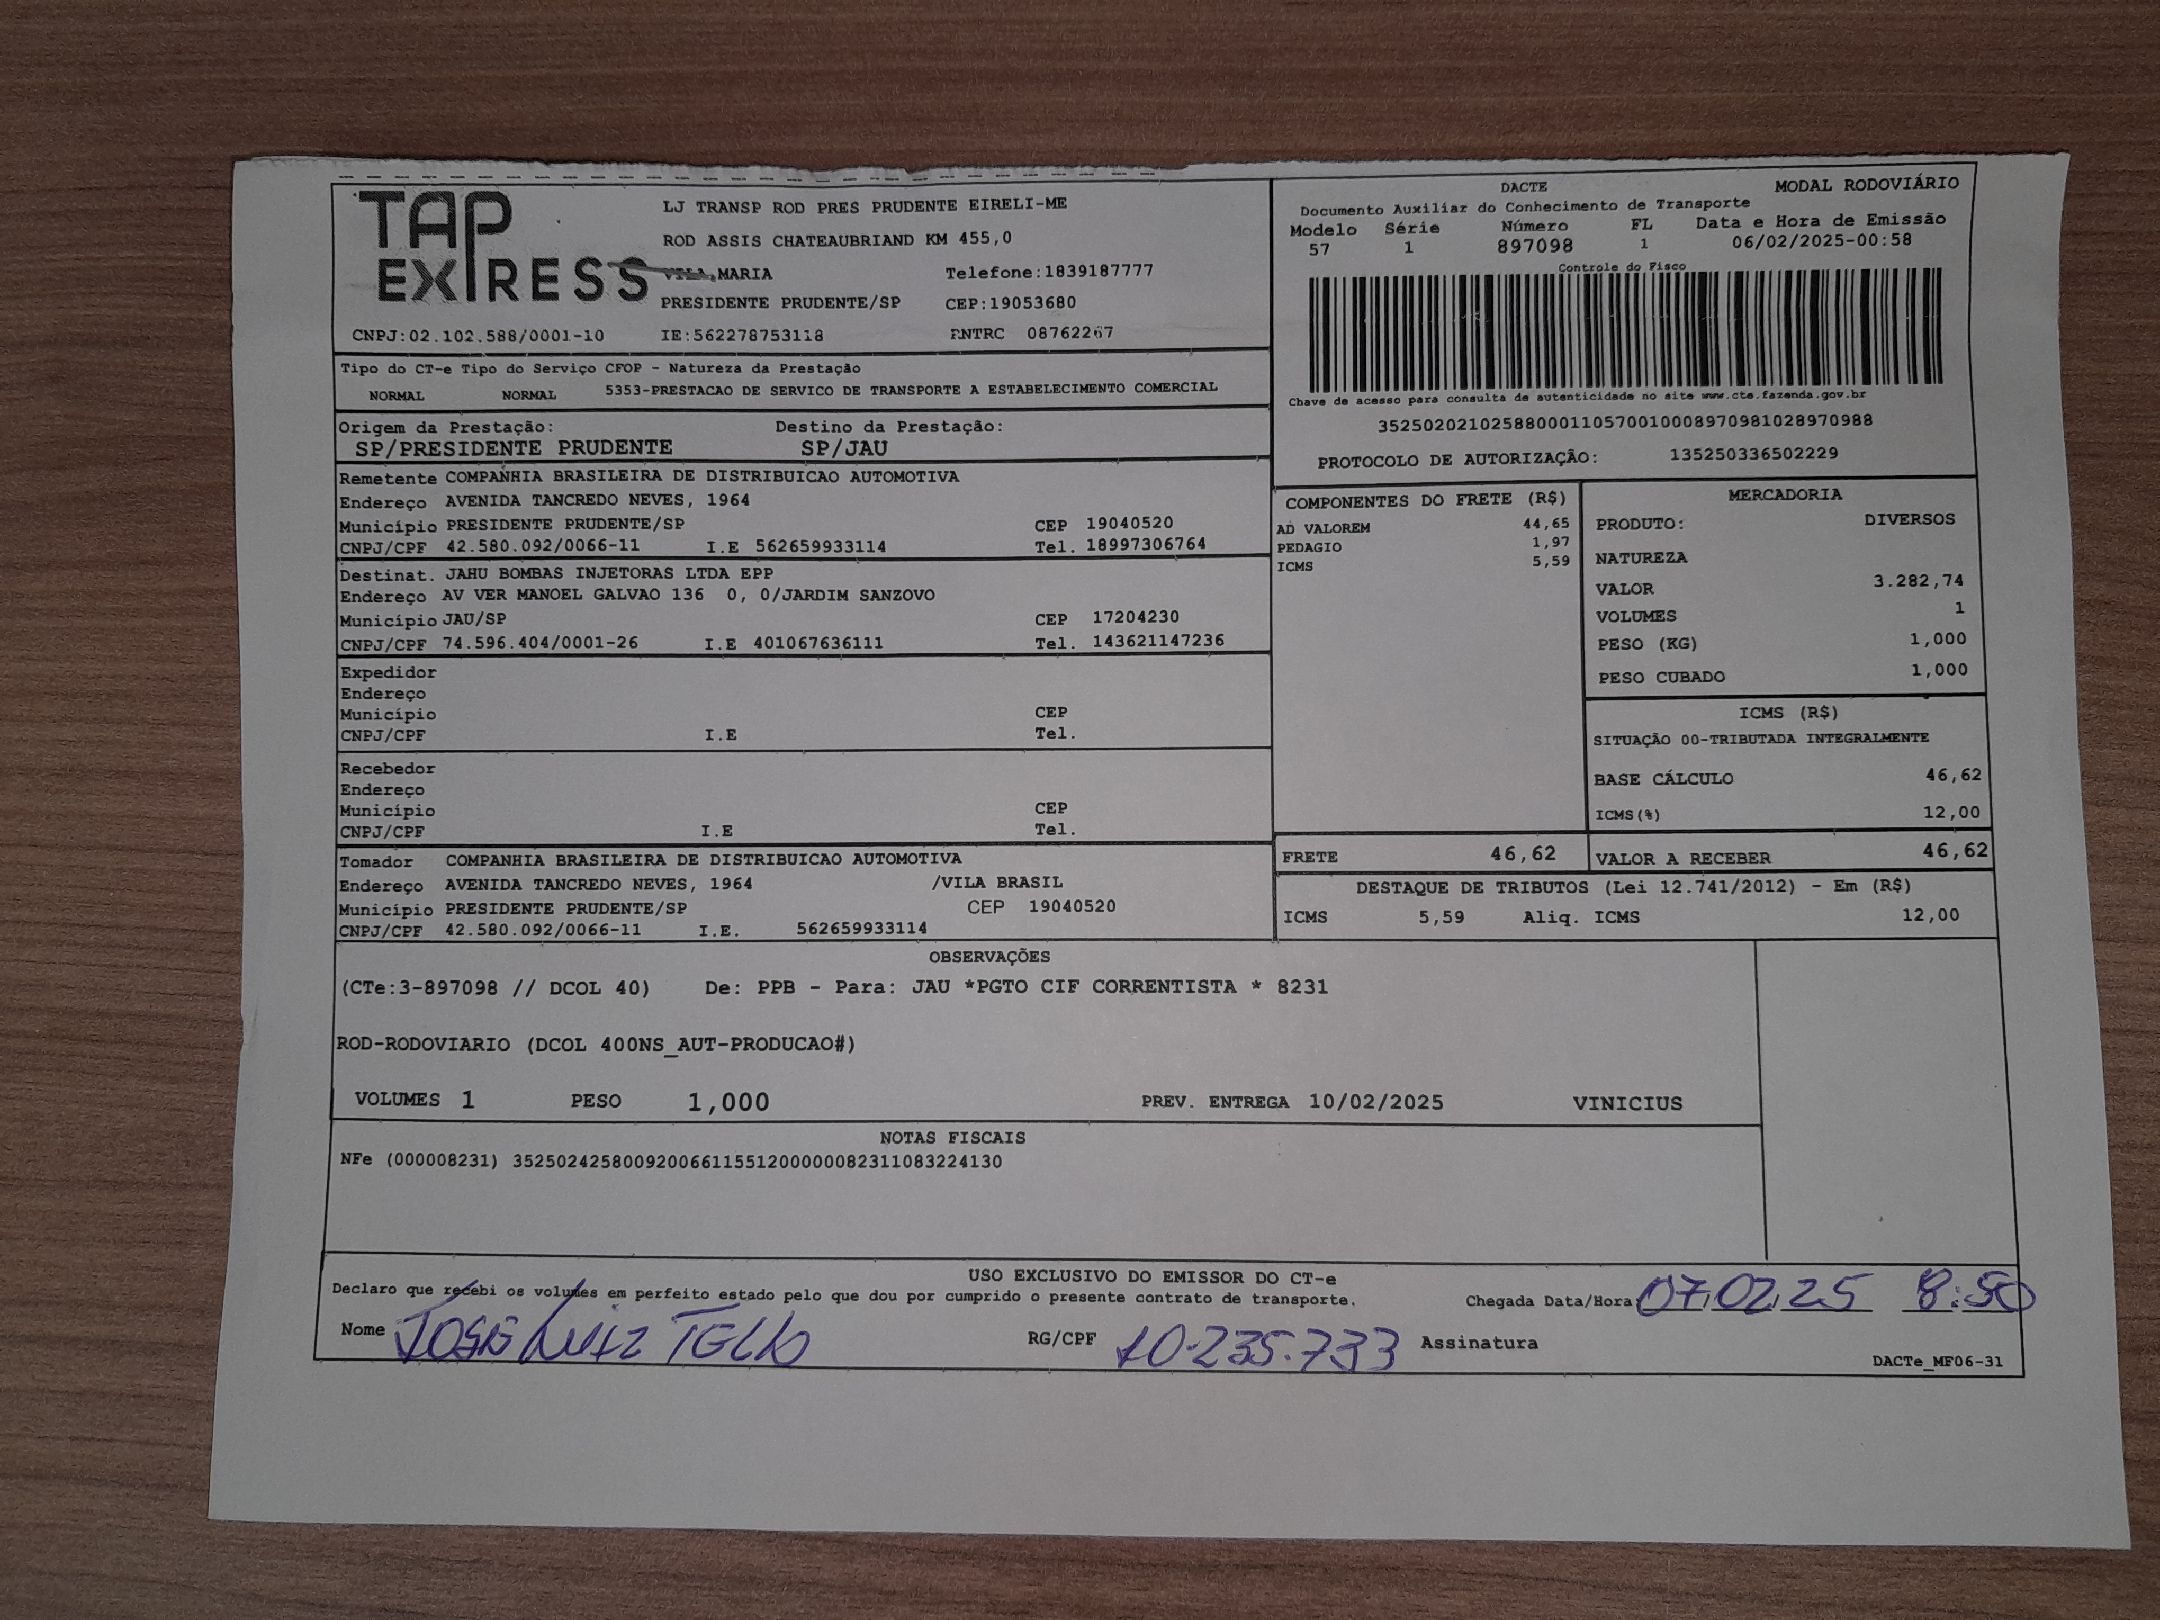 TAP EXPRESS
LJ TRANSP ROD PRES PRUDENTE EIRELI-ME
ROD ASSIS CHATEAUBRIAND KM 455,0
VILA MARIA Telefone:1839187777
PRESIDENTE PRUDENTE/SP CEP:19053680
CNPJ:02.102.588/0001-10 IE:562278753118 RNTRC 08762267
DACTE MODAL RODOVIÁRIO
Documento Auxiliar do Conhecimento de Transporte
Modelo Série Número FL Data e Hora de Emissão
57 1 897098 1 06/02/2025-00:58
Controle do Fisco
Chave de acesso para consulta de autenticidade no site www.cte.fazenda.gov.br
35250202102588000110570010008970981028970988
PROTOCOLO DE AUTORIZAÇÃO: 135250336502229
Tipo do CT-e Tipo do Serviço CFOP - Natureza da Prestação
NORMAL NORMAL 5353-PRESTACAO DE SERVICO DE TRANSPORTE A ESTABELECIMENTO COMERCIAL
Origem da Prestação: Destino da Prestação:
SP/PRESIDENTE PRUDENTE SP/JAU
Remetente COMPANHIA BRASILEIRA DE DISTRIBUICAO AUTOMOTIVA
Endereço AVENIDA TANCREDO NEVES, 1964
Município PRESIDENTE PRUDENTE/SP CEP 19040520
CNPJ/CPF 42.580.092/0066-11 I.E 562659933114 Tel. 18997306764
Destinat. JAHU BOMBAS INJETORAS LTDA EPP
Endereço AV VER MANOEL GALVAO 136 0, 0/JARDIM SANZOVO
Município JAU/SP CEP 17204230
CNPJ/CPF 74.596.404/0001-26 I.E 401067636111 Tel. 143621147236
Expedidor
Endereço
Município CEP
CNPJ/CPF I.E Tel.
Recebedor
Endereço
Município CEP
CNPJ/CPF I.E Tel.
Tomador COMPANHIA BRASILEIRA DE DISTRIBUICAO AUTOMOTIVA
Endereço AVENIDA TANCREDO NEVES, 1964 /VILA BRASIL
Município PRESIDENTE PRUDENTE/SP CEP 19040520
CNPJ/CPF 42.580.092/0066-11 I.E. 562659933114
COMPONENTES DO FRETE (R$)
AD VALOREM 44,65
PEDAGIO 1,97
ICMS 5,59
MERCADORIA
PRODUTO: DIVERSOS
NATUREZA
VALOR 3.282,74
VOLUMES 1
PESO (KG) 1,000
PESO CUBADO 1,000
ICMS (R$)
SITUAÇÃO 00-TRIBUTADA INTEGRALMENTE
BASE CÁLCULO 46,62
ICMS(%) 12,00
FRETE 46,62 VALOR A RECEBER 46,62
DESTAQUE DE TRIBUTOS (Lei 12.741/2012) - Em (R$)
ICMS 5,59 Aliq. ICMS 12,00
OBSERVAÇÕES
(CTe:3-897098 // DCOL 40) De: PPB - Para: JAU *PGTO CIF CORRENTISTA * 8231
ROD-RODOVIARIO (DCOL 400NS_AUT-PRODUCAO#)
VOLUMES 1 PESO 1,000 PREV. ENTREGA 10/02/2025 VINICIUS
NOTAS FISCAIS
NFe (000008231) 35250242580092006611551200000082311083224130
USO EXCLUSIVO DO EMISSOR DO CT-e
Declaro que recebi os volumes em perfeito estado pelo que dou por cumprido o presente contrato de transporte.
Chegada Data/Hora: 07/02/25 8:50
Nome JOSÉ LUIZ TELLO RG/CPF 10.235.733 Assinatura
DACTe_MF06-31